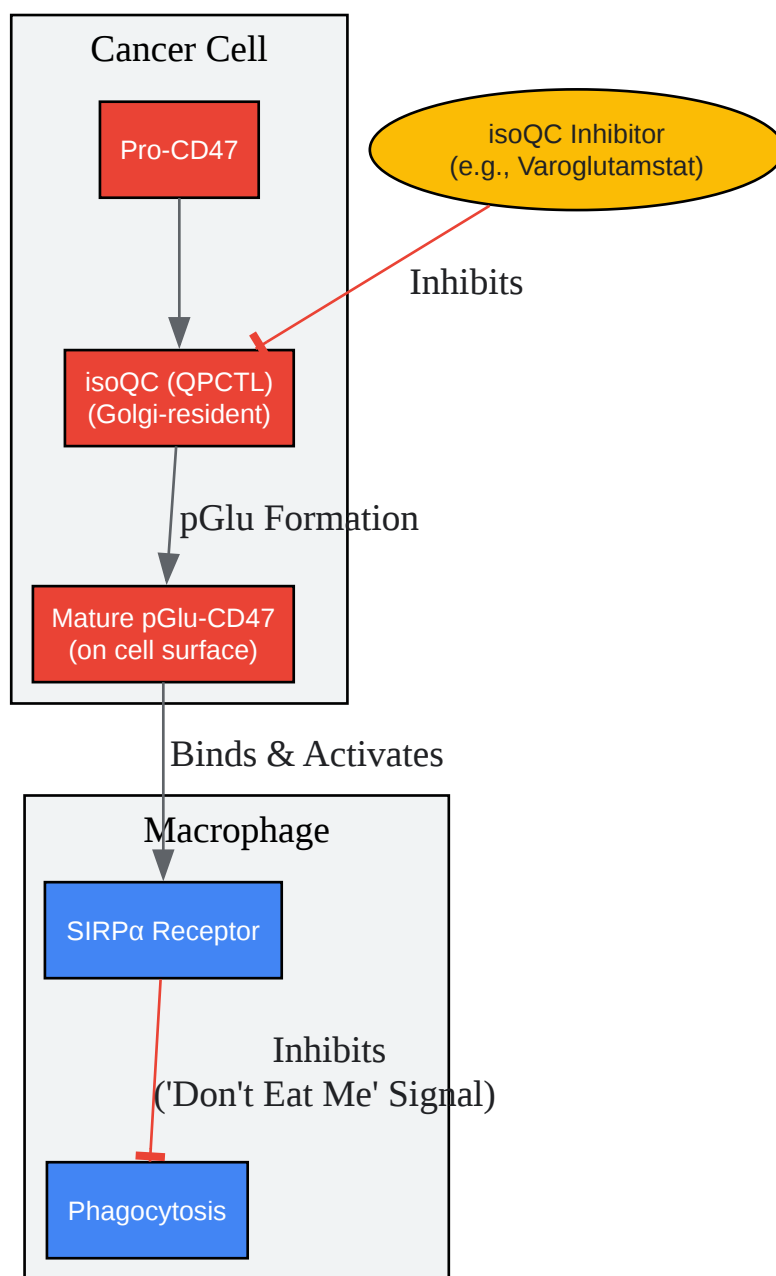 Cancer Cell
Pro-CD47
isoQC Inhibitor
(e.g., Varoglutamstat)
Inhibits
isoQC (QPCTL)
(Golgi-resident)
pGlu Formation
Mature pGlu-CD47
(on cell surface)
Binds & Activates
Macrophage
SIRPα Receptor
Inhibits
('Don't Eat Me' Signal)
Phagocytosis